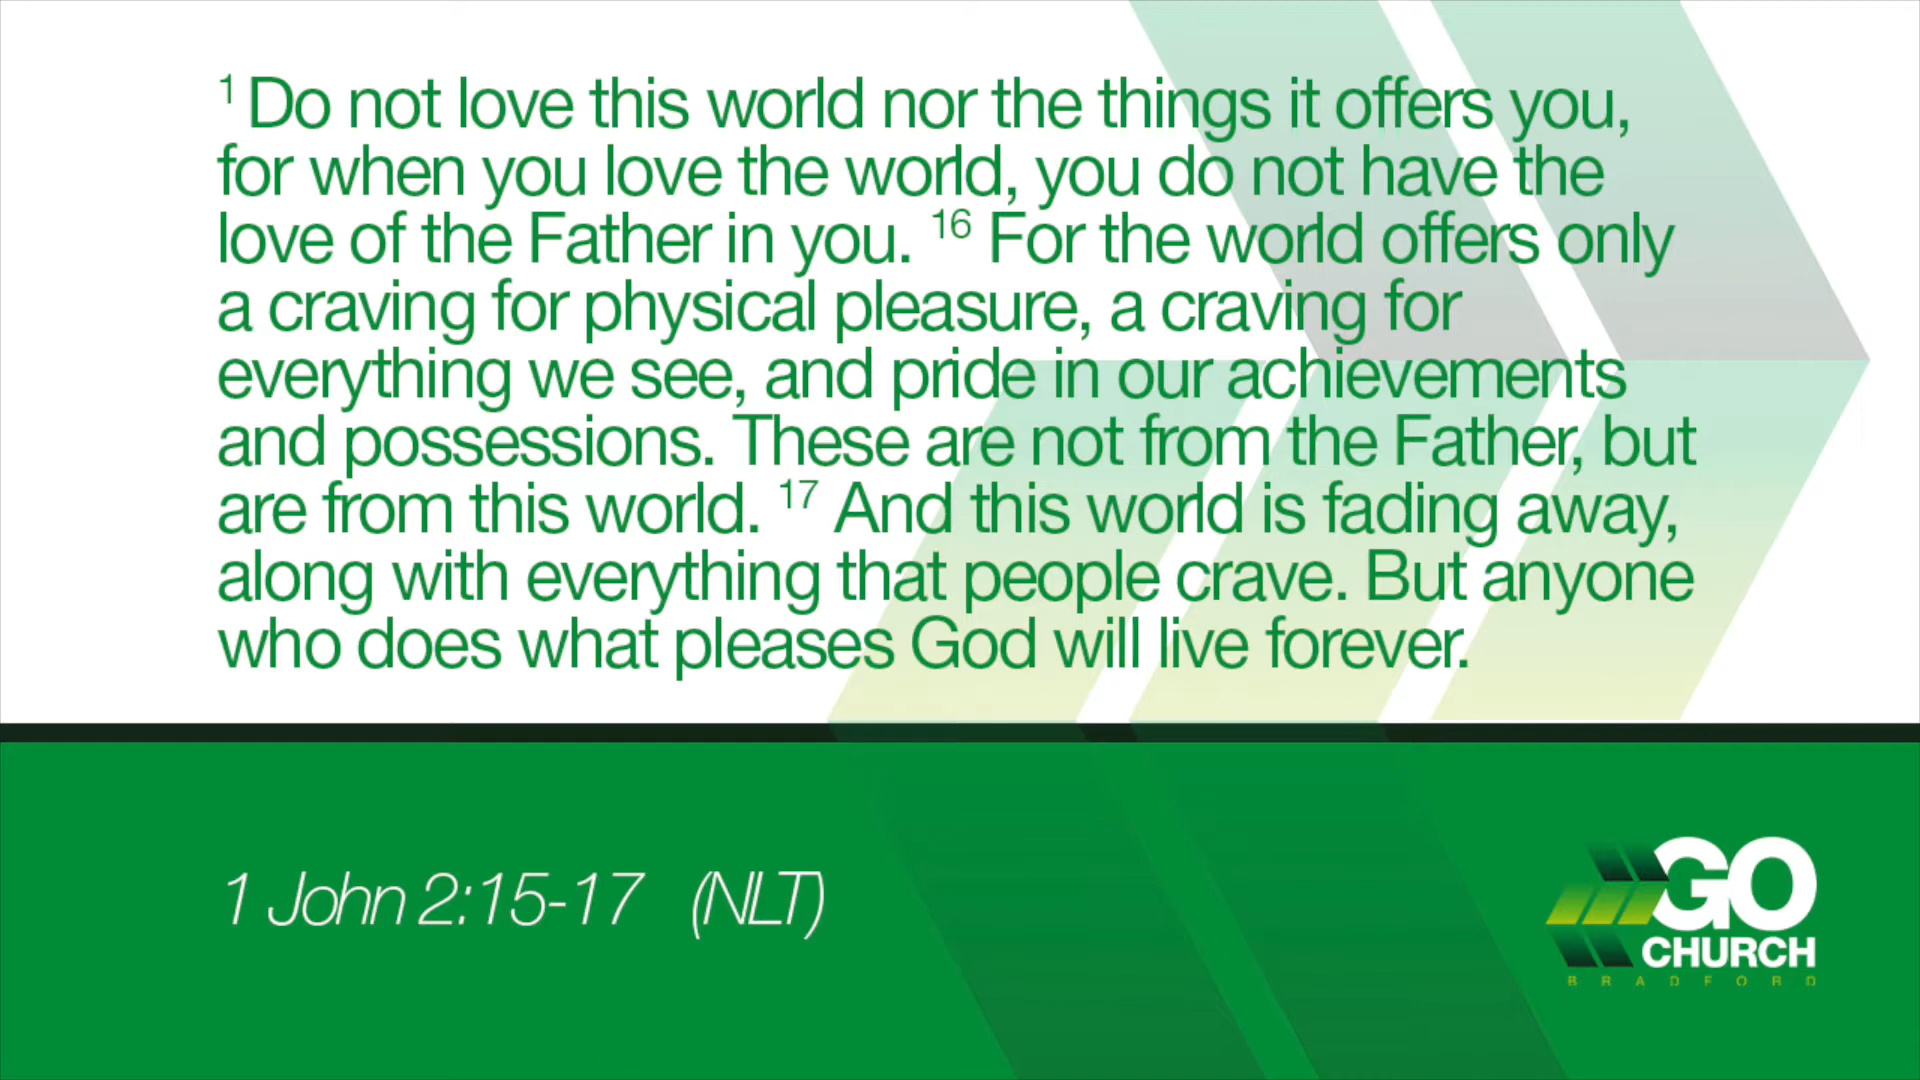 1 Do not love this world nor the things it offers you,
for when you love the world, you do not have the
love of the Father in you. 16 For the world offers only
a craving for physical pleasure, a craving for
everything we see, and pride in our achievements
and possessions. These are not from the Father, but
are from this world. 17 And this world is fading away,
along with everything that people crave. But anyone
who does what pleases God will live forever.
1 John 2:15-17 (NLT)
GO
CHURCH
BRADFORD